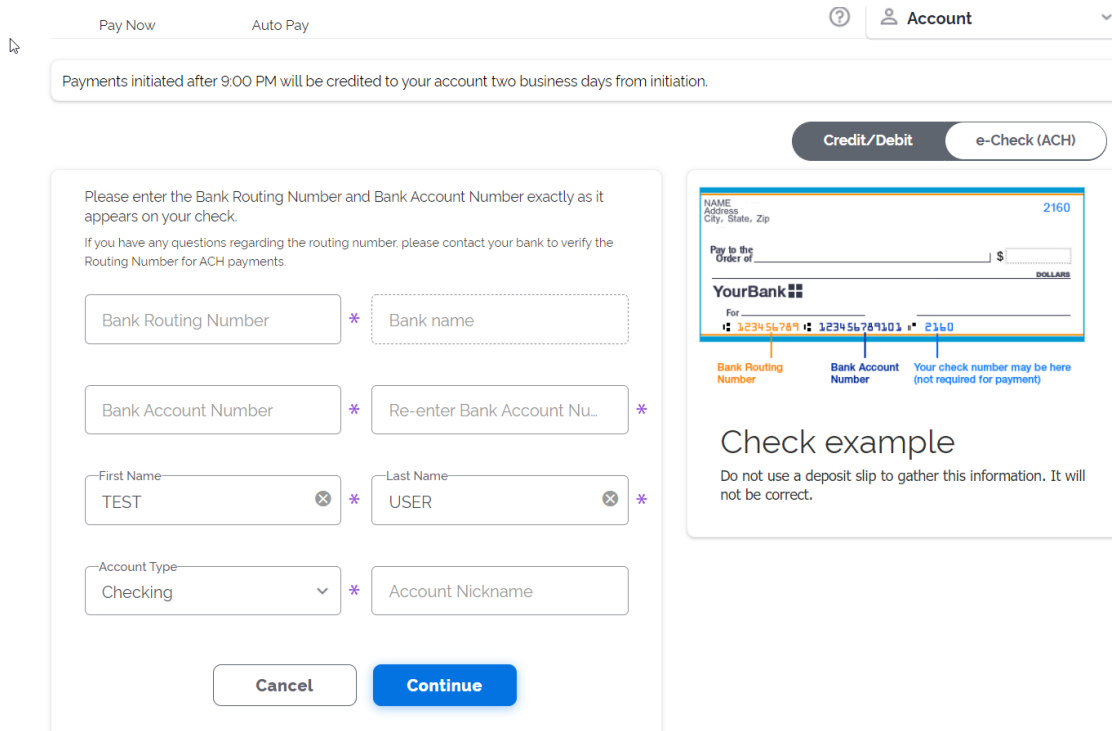 Pay Now
Auto Pay
Account
Payments initiated after 9:00 PM will be credited to your account two business days from initiation.
Credit/Debit
e-Check (ACH)
Please enter the Bank Routing Number and Bank Account Number exactly as it
appears on your check.
If you have any questions regarding the routing number, please contact your bank to verify the
Routing Number for ACH payments.
Bank Routing Number *
Bank name
Bank Account Number *
Re-enter Bank Account Nu... *
First Name
TEST *
Last Name
USER *
Account Type
Checking *
Account Nickname
Cancel
Continue
NAME
Address
City, State, Zip
2160
Pay to the
Order of
$
DOLLARS
YourBank
For
⑆ 123456789 ⑆ 123456789101 ⑈ 2160
Bank Routing
Number
Bank Account
Number
Your check number may be here
(not required for payment)
Check example
Do not use a deposit slip to gather this information. It will
not be correct.